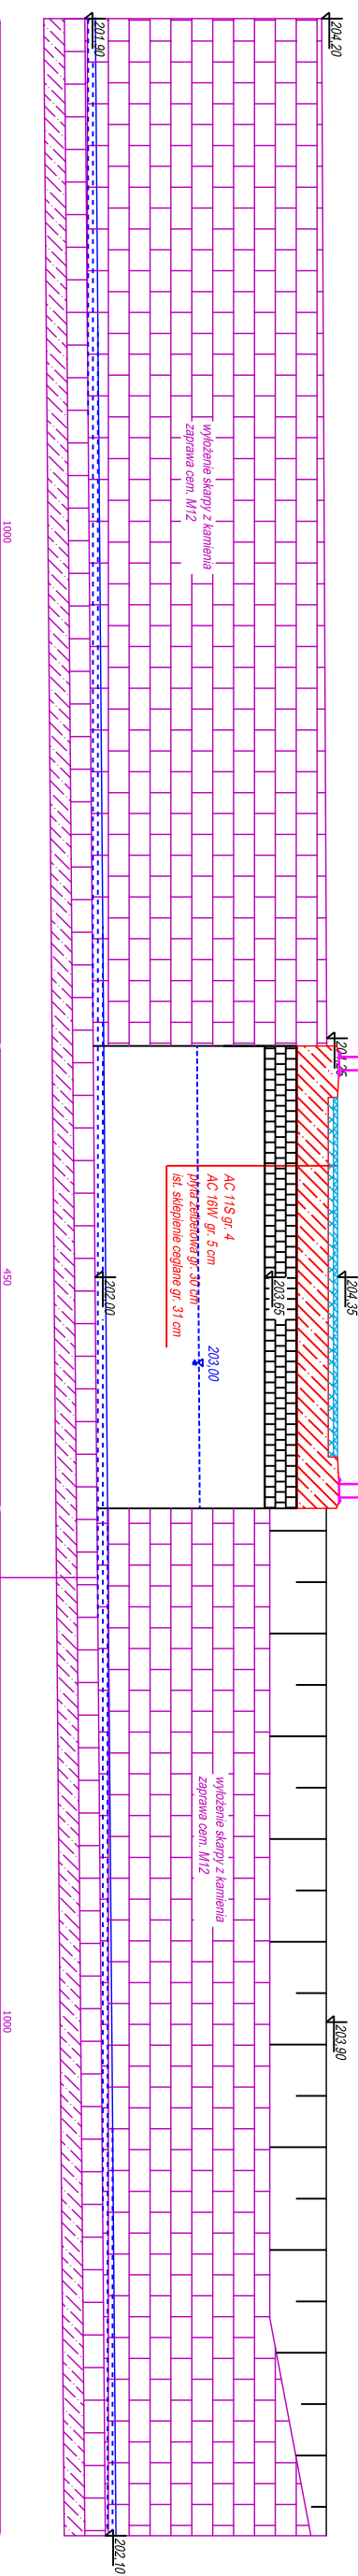 201,90
204,20
wyłożenie skarpy z kamienia
zaprawa cem. M12
1000
204,25
AC 11S gr. 4
AC 16W gr. 5 cm
płyta żelbetowa gr. 30 cm
ist. sklepienie ceglane gr. 31 cm
202,00
203,65
204,35
203,00
450
wyłożenie skarpy z kamienia
zaprawa cem. M12
203,90
1000
202,10